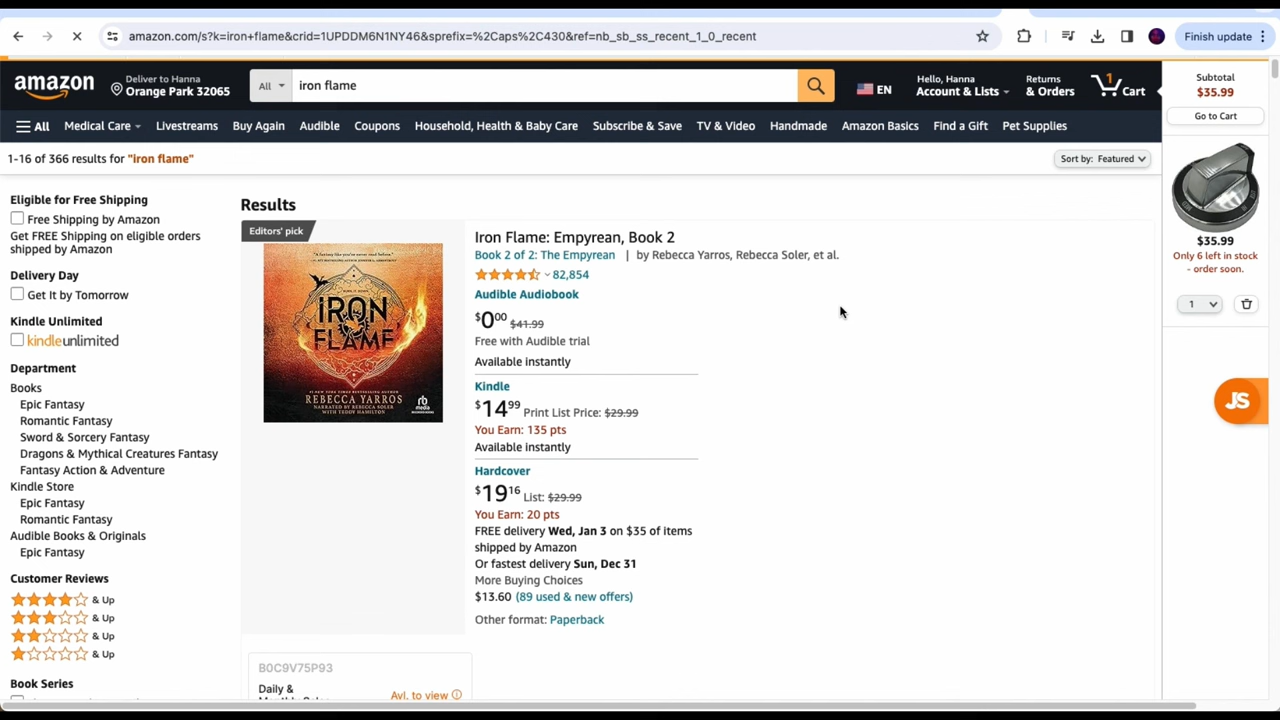 amazon.com/s?k=iron+flame&crid=1UPDDM6N1NY46&sprefix=%2Caps%2C430&ref=nb_sb_ss_recent_1_0_recent
Finish update
amazon
Deliver to Hanna
Orange Park 32065
All
iron flame
EN
Hello, Hanna
Account & Lists
Returns
& Orders
1
Cart
All
Medical Care
Livestreams
Buy Again
Audible
Coupons
Household, Health & Baby Care
Subscribe & Save
TV & Video
Handmade
Amazon Basics
Find a Gift
Pet Supplies
Subtotal
$35.99
Go to Cart
$35.99
Only 6 left in stock
- order soon.
1
JS
1-16 of 366 results for "iron flame"
Sort by: Featured
Eligible for Free Shipping
Free Shipping by Amazon
Get FREE Shipping on eligible orders
shipped by Amazon
Delivery Day
Get It by Tomorrow
Kindle Unlimited
kindleunlimited
Department
Books
Epic Fantasy
Romantic Fantasy
Sword & Sorcery Fantasy
Dragons & Mythical Creatures Fantasy
Fantasy Action & Adventure
Kindle Store
Epic Fantasy
Romantic Fantasy
Audible Books & Originals
Epic Fantasy
Customer Reviews
& Up
& Up
& Up
& Up
Book Series
Results
Editors' pick
IRON
FLAME
REBECCA YARROS
NARRATED BY REBECCA SOLER
WITH TEDDY HAMILTON
rb
media
Iron Flame: Empyrean, Book 2
Book 2 of 2: The Empyrean | by Rebecca Yarros, Rebecca Soler, et al.
82,854
Audible Audiobook
$000 $41.99
Free with Audible trial
Available instantly
Kindle
$1499 Print List Price: $29.99
You Earn: 135 pts
Available instantly
Hardcover
$1916 List: $29.99
You Earn: 20 pts
FREE delivery Wed, Jan 3 on $35 of items
shipped by Amazon
Or fastest delivery Sun, Dec 31
More Buying Choices
$13.60 (89 used & new offers)
Other format: Paperback
B0C9V75P93
Daily &
Avl. to view